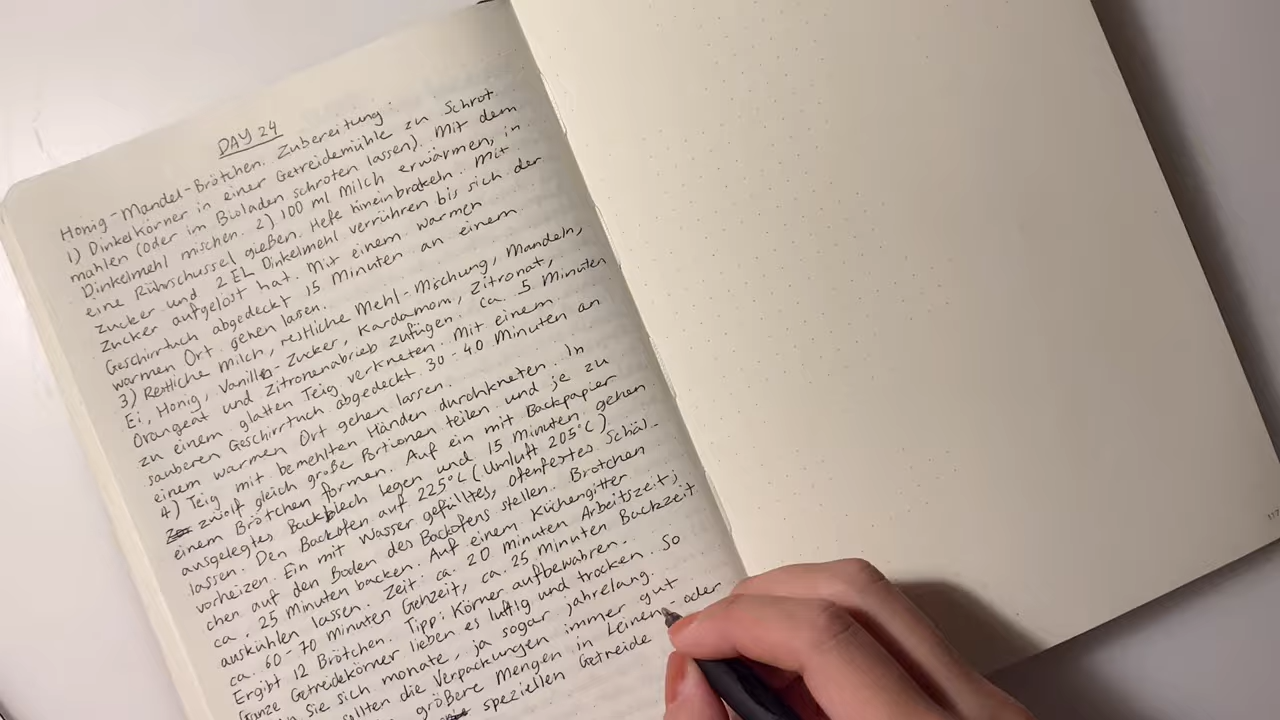 DAY 24
Honig-Mandel-Brötchen. Zubereitung:
1) Dinkelkörner in einer Getreidemühle zu Schrot
mahlen (oder im Bioladen schroten lassen). Mit dem
Dinkelmehl mischen. 2) 100 ml Milch erwärmen, in
eine Rührschüssel gießen. Hefe hineinbrökeln. Mit
Zucker und 2 EL Dinkelmehl verrühren bis sich der
Zucker aufgelöst hat. Mit einem warmen
Geschirrtuch abgedeckt 15 Minuten an einem
warmen Ort gehen lasen.
3) Restliche Milch, restliche Mehl-Mischung, Mandeln,
Ei, Honig, Vanille-Zucker, Kardamom, Zitronat,
Orangeat und Zitronenabrieb zufügen. ca. 5 Minuten
zu einem glatten Teig verkneten. Mit einem
sauberen Geschirrtuch abgedeckt 30-40 Minuten an
einem warmen Ort gehen lassen.
4) Teig mit bemehlten Händen durchkneten. In
zwölf gleich große Portionen teilen und je zu
einem Brötchen formen. Auf ein mit Backpapier
ausgelegtes Backblech legen und 15 Minuten gehen
lassen. Den Backofen auf 225°C (Umluft 205°C)
vorheizen. Ein mit Wasser gefülltes, ofenfestes Schäl-
chen auf den Boden des Backofens stellen. Brötchen
ca. 25 Minuten backen. Auf einem Küchengitter
auskühlen lassen. Zeit: ca. 20 Minuten Arbeitszeit;
ca. 60-70 minuten Gehzeit, ca. 25 Minuten Backzeit
Ergibt 12 Brötchen. Tipp: Körner aufbewahren.
Ganze Getreidekörner lieben es luftig und trocken. So
sie sich monate, ja sogar jahrelang.
sollten die Verpackungen immer gut
größere Mengen in Leinen- oder
speziellen Getreide